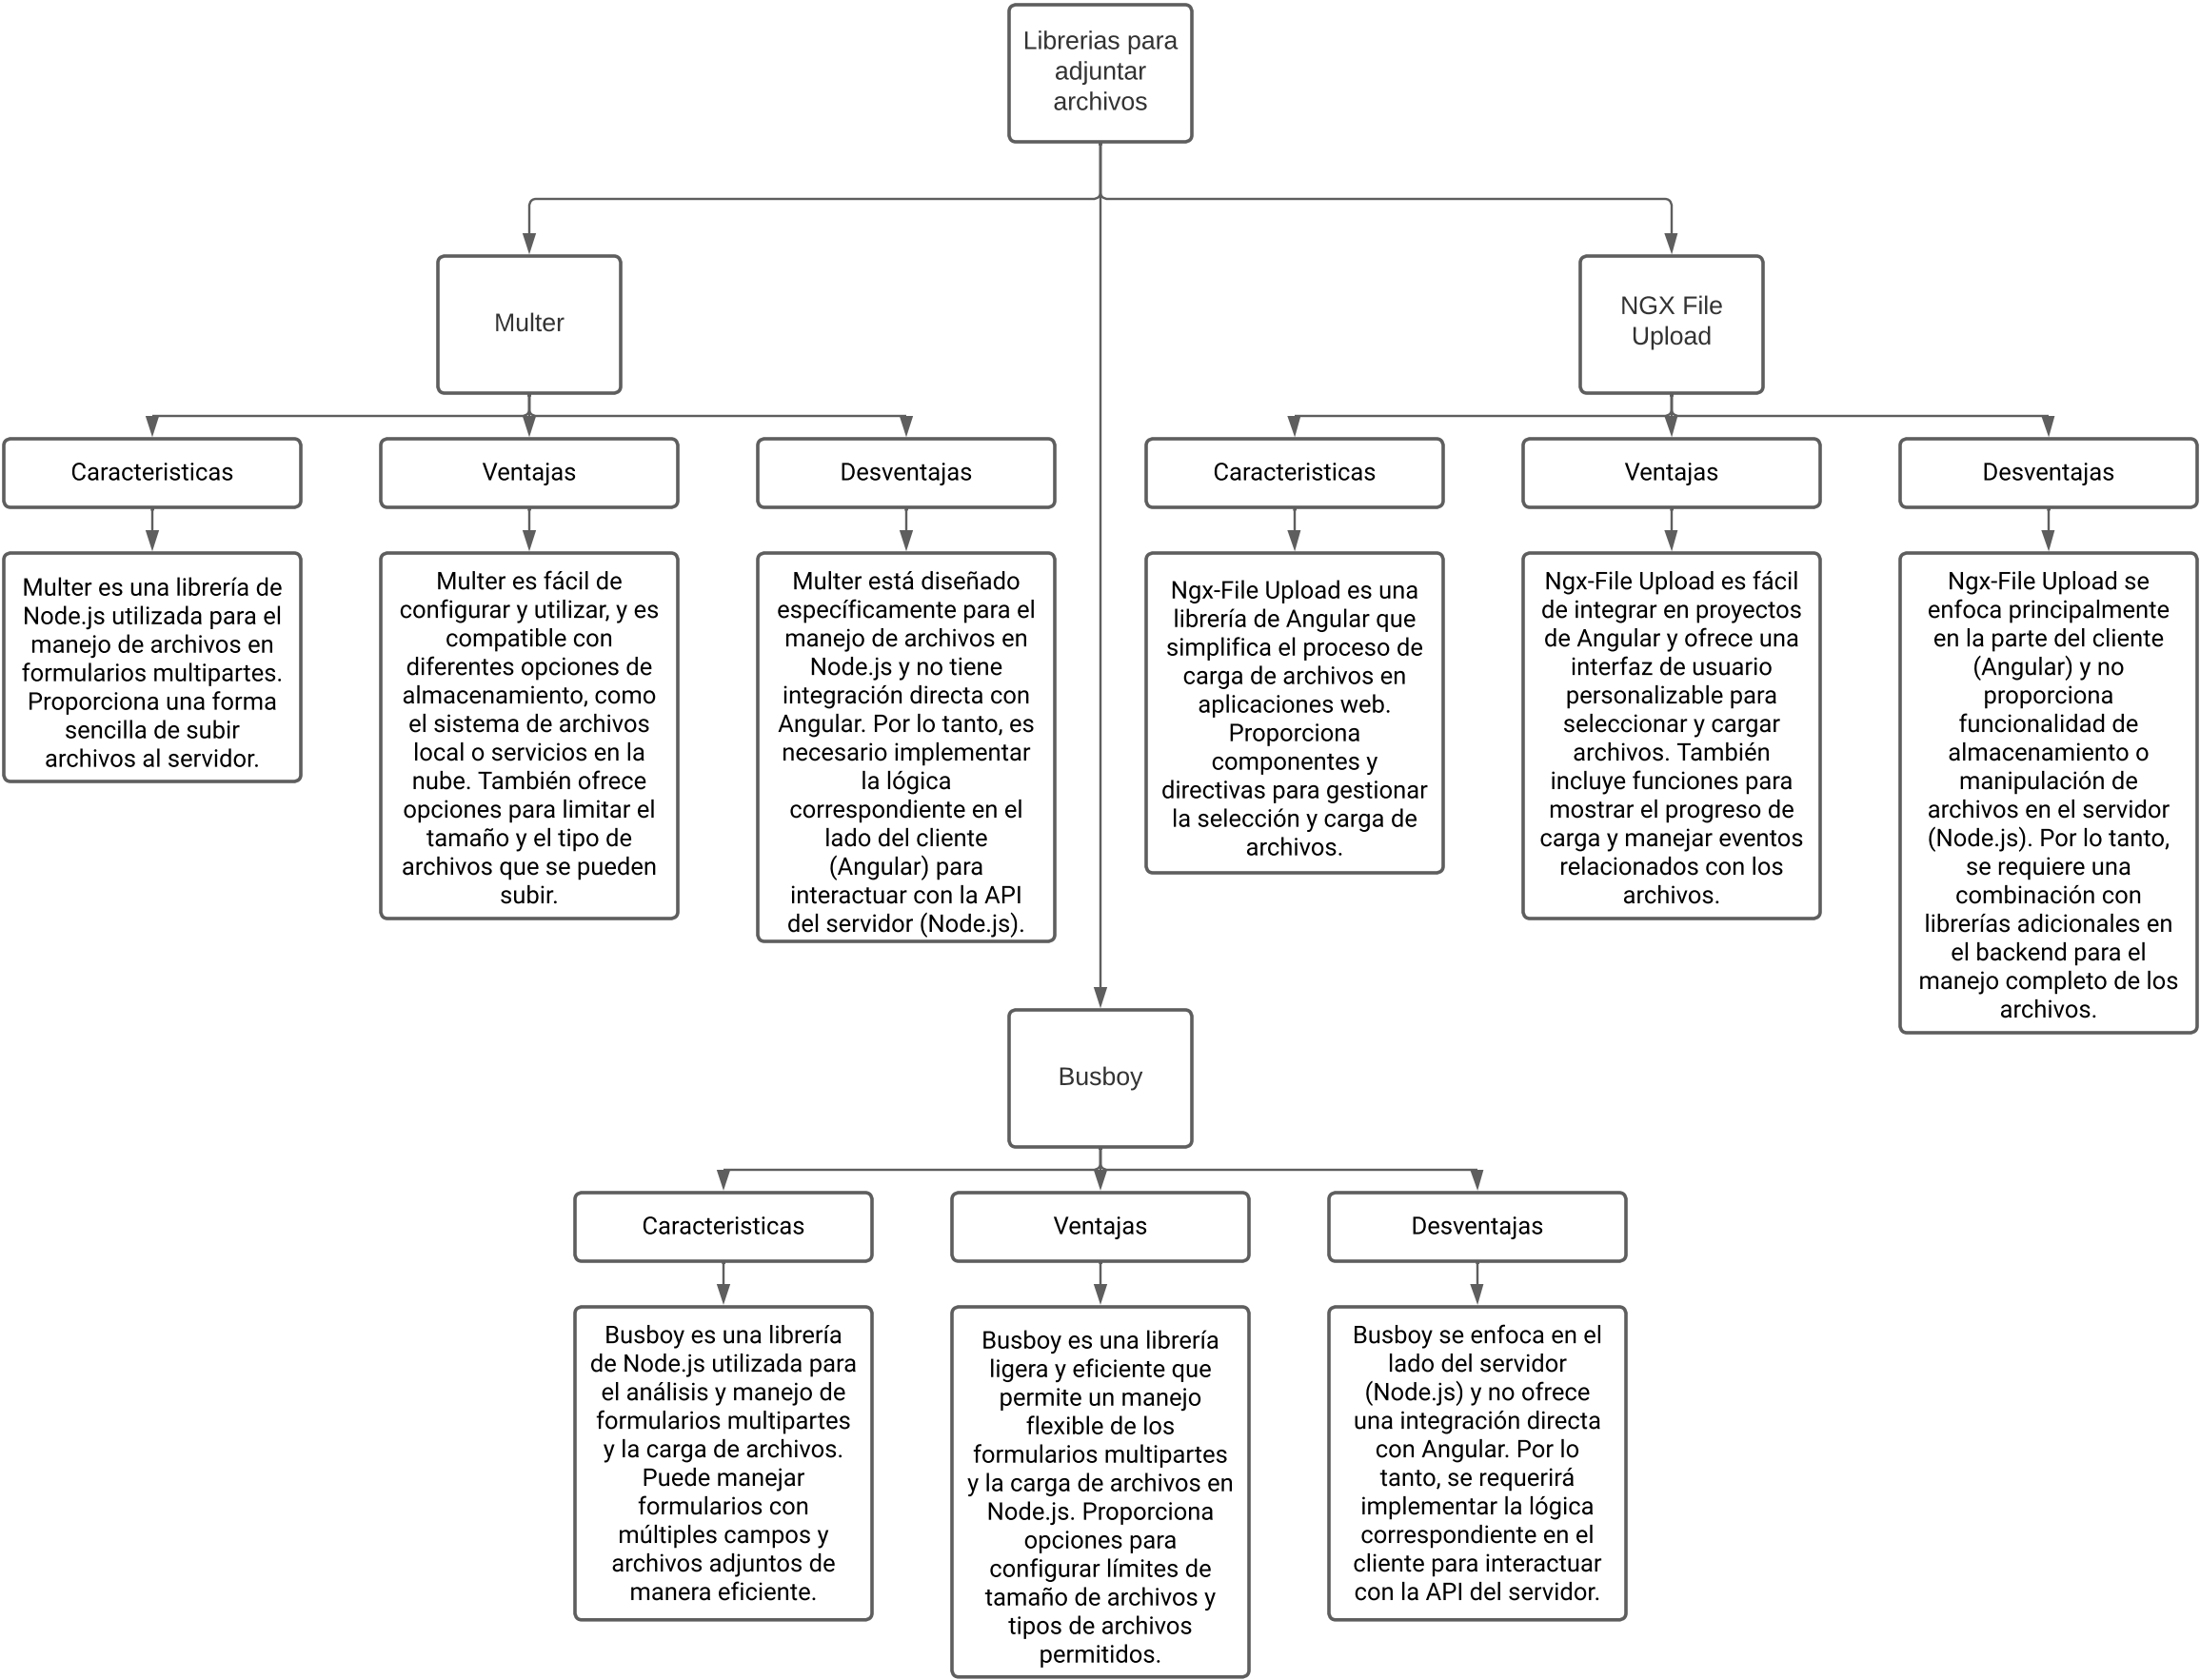 Librerias para
adjuntar
archivos
Multer
NGX File
Upload
Caracteristicas
Ventajas
Desventajas
Caracteristicas
Ventajas
Desventajas
Multer es una librería de
Node.js utilizada para el
manejo de archivos en
formularios multipartes.
Proporciona una forma
sencilla de subir
archivos al servidor.
Multer es fácil de
configurar y utilizar, y es
compatible con
diferentes opciones de
almacenamiento, como
el sistema de archivos
local o servicios en la
nube. También ofrece
opciones para limitar el
tamaño y el tipo de
archivos que se pueden
subir.
Multer está diseñado
específicamente para el
manejo de archivos en
Node.js y no tiene
integración directa con
Angular. Por lo tanto, es
necesario implementar
la lógica
correspondiente en el
lado del cliente
(Angular) para
interactuar con la API
del servidor (Node.js).
Ngx-File Upload es una
librería de Angular que
simplifica el proceso de
carga de archivos en
aplicaciones web.
Proporciona
componentes y
directivas para gestionar
la selección y carga de
archivos.
Ngx-File Upload es fácil
de integrar en proyectos
de Angular y ofrece una
interfaz de usuario
personalizable para
seleccionar y cargar
archivos. También
incluye funciones para
mostrar el progreso de
carga y manejar eventos
relacionados con los
archivos.
Ngx-File Upload se
enfoca principalmente
en la parte del cliente
(Angular) y no
proporciona
funcionalidad de
almacenamiento o
manipulación de
archivos en el servidor
(Node.js). Por lo tanto,
se requiere una
combinación con
librerías adicionales en
el backend para el
manejo completo de los
archivos.
Busboy
Caracteristicas
Ventajas
Desventajas
Busboy es una librería
de Node.js utilizada para
el análisis y manejo de
formularios multipartes
y la carga de archivos.
Puede manejar
formularios con
múltiples campos y
archivos adjuntos de
manera eficiente.
Busboy es una librería
ligera y eficiente que
permite un manejo
flexible de los
formularios multipartes
y la carga de archivos en
Node.js. Proporciona
opciones para
configurar límites de
tamaño de archivos y
tipos de archivos
permitidos.
Busboy se enfoca en el
lado del servidor
(Node.js) y no ofrece
una integración directa
con Angular. Por lo
tanto, se requerirá
implementar la lógica
correspondiente en el
cliente para interactuar
con la API del servidor.